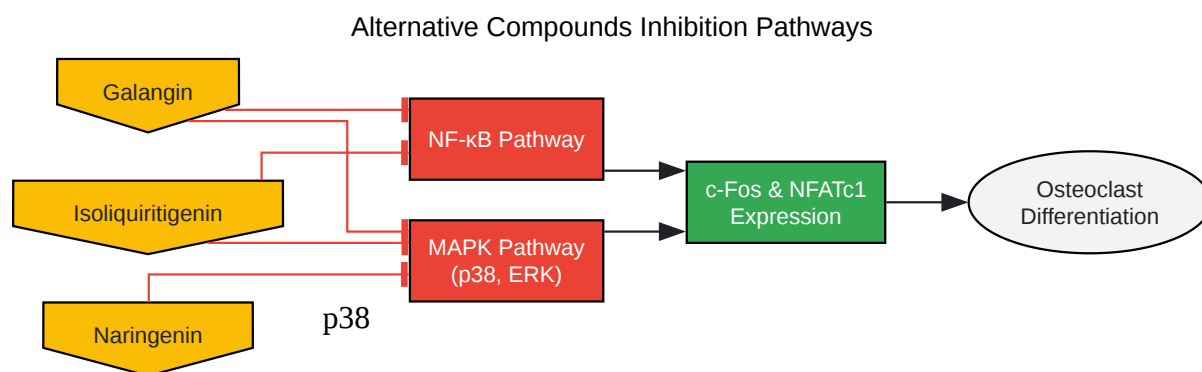 Alternative Compounds Inhibition Pathways
Galangin
NF-κB Pathway
Isoliquiritigenin
c-Fos & NFATc1
Expression
Osteoclast
Differentiation
MAPK Pathway
(p38, ERK)
Naringenin
p38